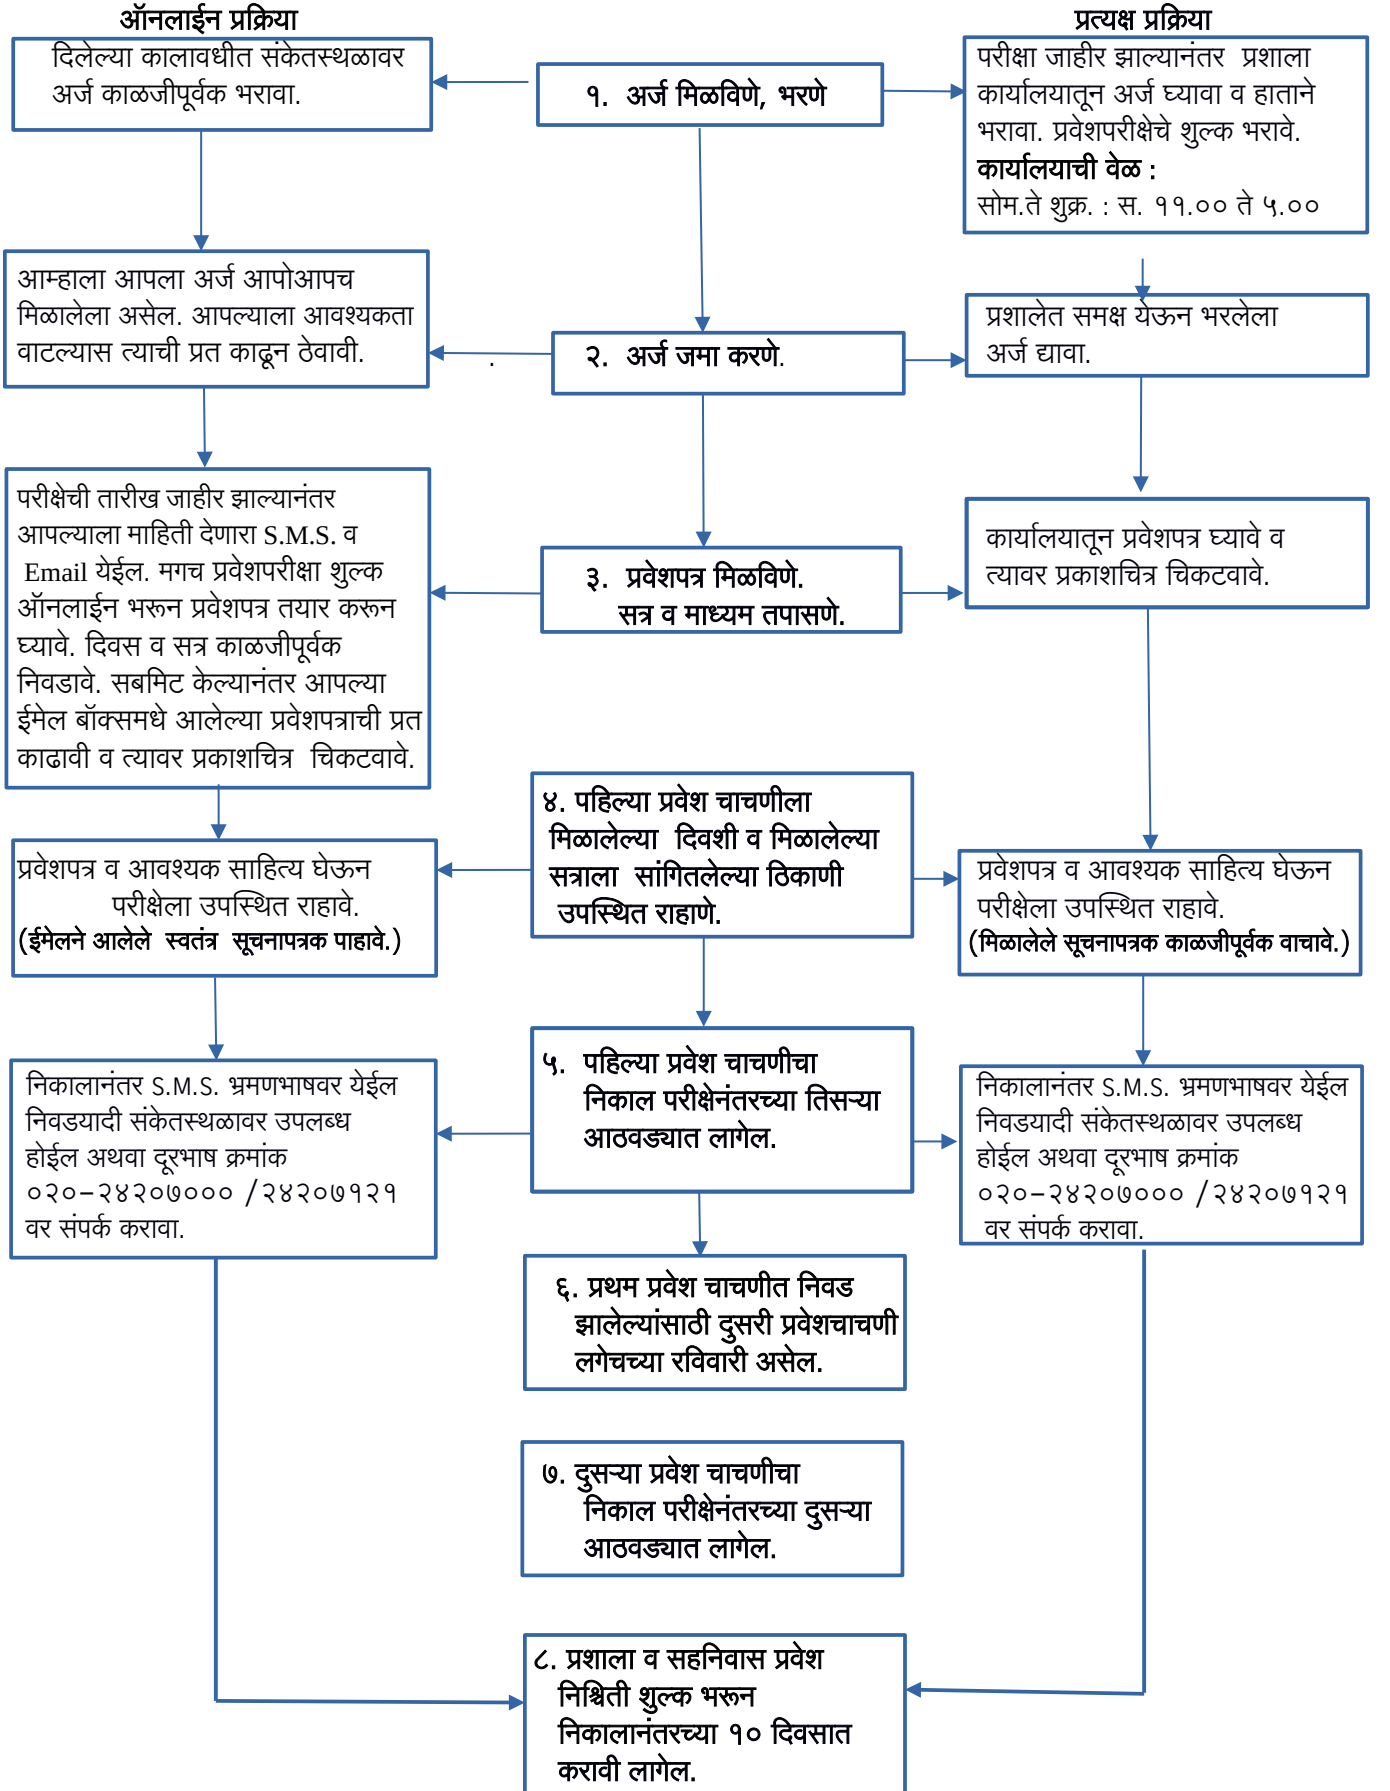 ऑनलाईन प्रक्रिया
प्रत्यक्ष प्रक्रिया
दिलेल्या कालावधीत संकेतस्थळावर
अर्ज काळजीपूर्वक भरावा.
१. अर्ज मिळविणे, भरणे
परीक्षा जाहीर झाल्यानंतर प्रशाला
कार्यालयातून अर्ज घ्यावा व हाताने
भरावा. प्रवेशपरीक्षेचे शुल्क भरावे.
कार्यालयाची वेळ :
सोम.ते शुक्र. : स. ११.०० ते ५.००
आम्हाला आपला अर्ज आपोआपच
मिळालेला असेल. आपल्याला आवश्यकता
वाटल्यास त्याची प्रत काढून ठेवावी.
.
२. अर्ज जमा करणे.
प्रशालेत समक्ष येऊन भरलेला
अर्ज द्यावा.
परीक्षेची तारीख जाहीर झाल्यानंतर
आपल्याला माहिती देणारा S.M.S. व
Email येईल. मगच प्रवेशपरीक्षा शुल्क
ऑनलाईन भरून प्रवेशपत्र तयार करून
घ्यावे. दिवस व सत्र काळजीपूर्वक
निवडावे. सबमिट केल्यानंतर आपल्या
ईमेल बॉक्समधे आलेल्या प्रवेशपत्राची प्रत
काढावी व त्यावर प्रकाशचित्र चिकटवावे.
३. प्रवेशपत्र मिळविणे.
सत्र व माध्यम तपासणे.
कार्यालयातून प्रवेशपत्र घ्यावे व
त्यावर प्रकाशचित्र चिकटवावे.
४. पहिल्या प्रवेश चाचणीला
मिळालेल्या दिवशी व मिळालेल्या
सत्राला सांगितलेल्या ठिकाणी
उपस्थित राहाणे.
प्रवेशपत्र व आवश्यक साहित्य घेऊन
परीक्षेला उपस्थित राहावे.
(ईमेलने आलेले स्वतंत्र सूचनापत्रक पाहावे.)
प्रवेशपत्र व आवश्यक साहित्य घेऊन
परीक्षेला उपस्थित राहावे.
(मिळालेले सूचनापत्रक काळजीपूर्वक वाचावे.)
५. पहिल्या प्रवेश चाचणीचा
निकाल परीक्षेनंतरच्या तिसऱ्या
आठवड्यात लागेल.
निकालानंतर S.M.S. भ्रमणभाषवर येईल
निवडयादी संकेतस्थळावर उपलब्ध
होईल अथवा दूरभाष क्रमांक
०२०-२४२०७००० /२४२०७१२१
वर संपर्क करावा.
निकालानंतर S.M.S. भ्रमणभाषवर येईल
निवडयादी संकेतस्थळावर उपलब्ध
होईल अथवा दूरभाष क्रमांक
०२०-२४२०७००० /२४२०७१२१
वर संपर्क करावा.
६. प्रथम प्रवेश चाचणीत निवड
झालेल्यांसाठी दुसरी प्रवेशचाचणी
लगेचच्या रविवारी असेल.
७. दुसऱ्या प्रवेश चाचणीचा
निकाल परीक्षेनंतरच्या दुसऱ्या
आठवड्यात लागेल.
८. प्रशाला व सहनिवास प्रवेश
निश्चिती शुल्क भरून
निकालानंतरच्या १० दिवसात
करावी लागेल.